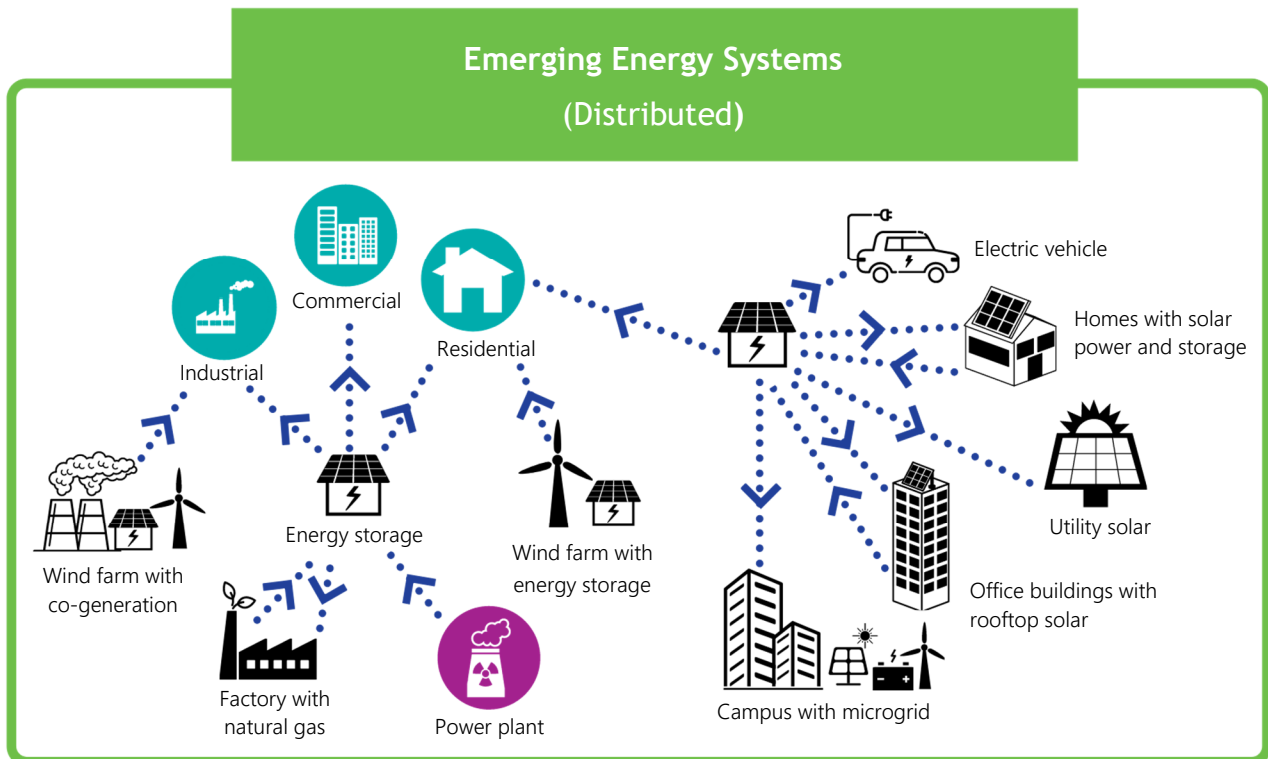 Emerging Energy Systems
(Distributed)
Commercial
Residential
Industrial
Electric vehicle
Homes with solar
power and storage
Energy storage
Wind farm with
energy storage
Wind farm with
co-generation
Utility solar
Office buildings with
rooftop solar
Factory with
natural gas
Power plant
Campus with microgrid